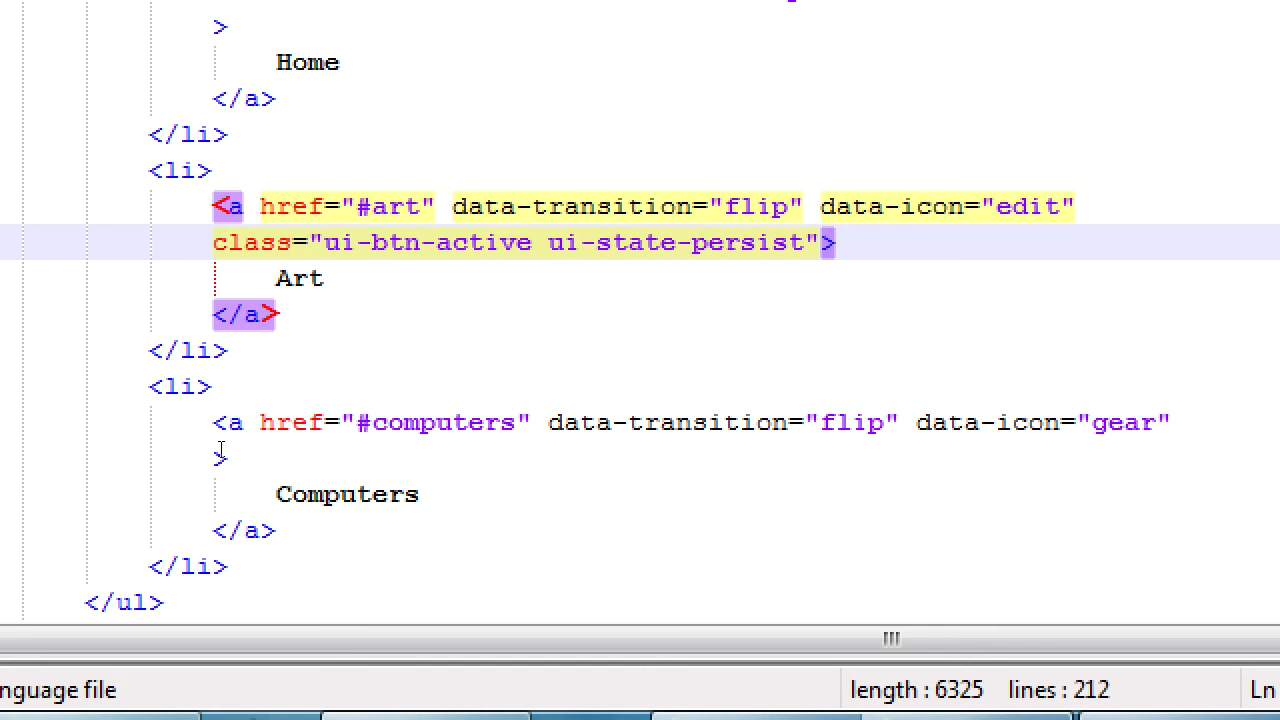 >
Home
</a>
</li>
<li>
<a href="#art" data-transition="flip" data-icon="edit"
class="ui-btn-active ui-state-persist">
Art
</a>
</li>
<li>
<a href="#computers" data-transition="flip" data-icon="gear"
>
Computers
</a>
</li>
</ul>
nguage file length : 6325 lines : 212 Ln